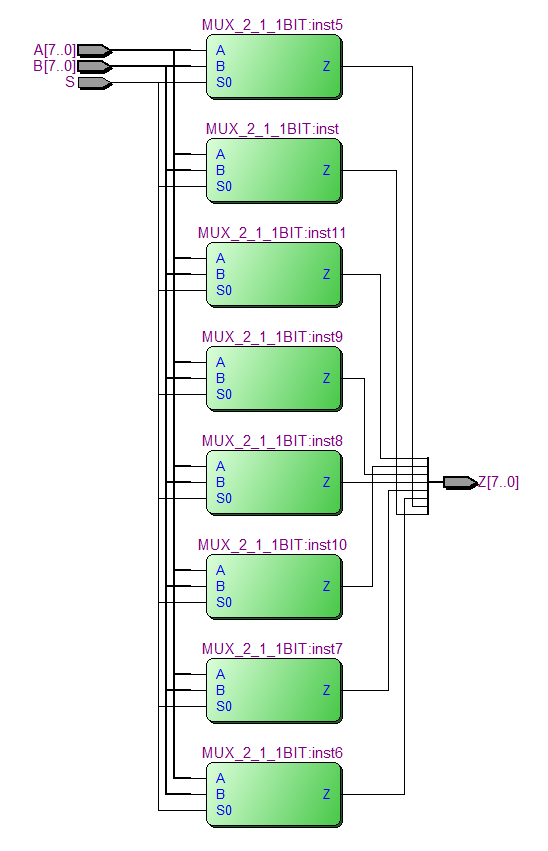 MUX_2_1_1BIT:inst5
A[7..0]
B[7..0]
S
A
B
S0
Z
MUX_2_1_1BIT:inst
A
B
S0
Z
MUX_2_1_1BIT:inst11
A
B
S0
Z
MUX_2_1_1BIT:inst9
A
B
S0
Z
MUX_2_1_1BIT:inst8
A
B
S0
Z
Z[7..0]
MUX_2_1_1BIT:inst10
A
B
S0
Z
MUX_2_1_1BIT:inst7
A
B
S0
Z
MUX_2_1_1BIT:inst6
A
B
S0
Z